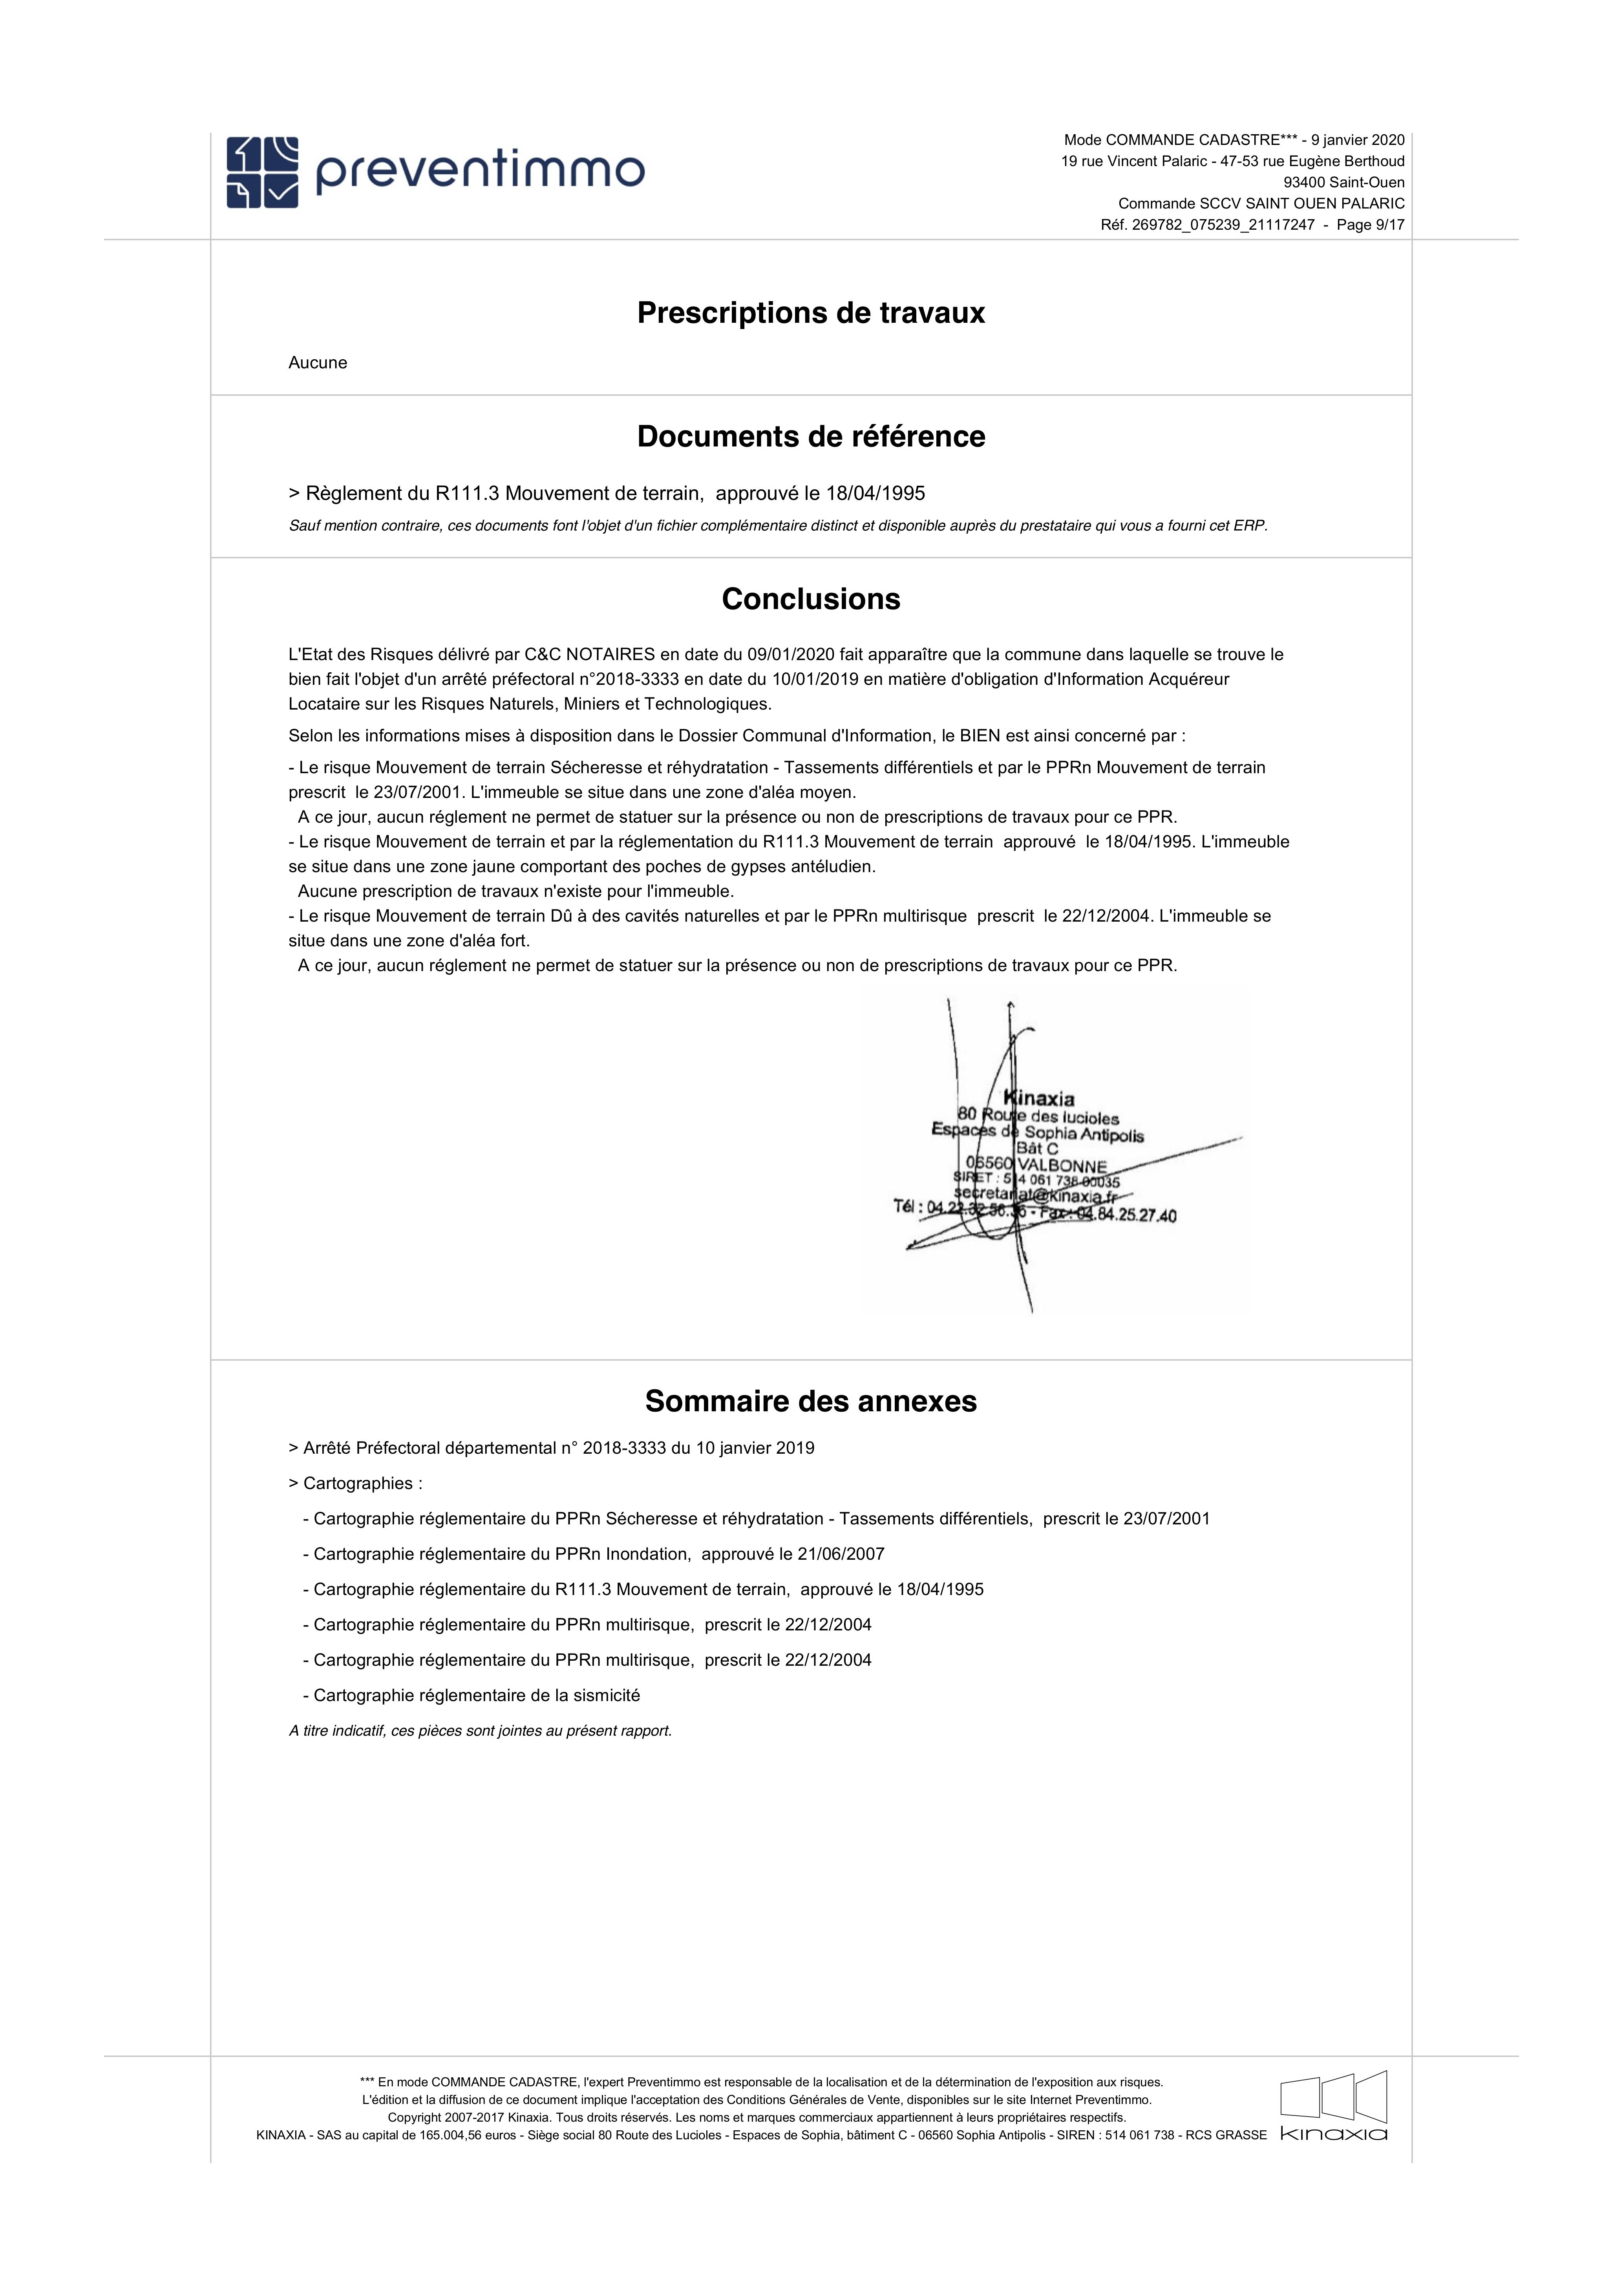 preventimmo
Mode COMMANDE CADASTRE*** - 9 janvier 2020
19 rue Vincent Palaric - 47-53 rue Eugène Berthoud
93400 Saint-Ouen
Commande SCCV SAINT OUEN PALARIC
Réf. 269782_075239_21117247 - Page 9/17
Prescriptions de travaux
Aucune
Documents de référence
> Règlement du R111.3 Mouvement de terrain, approuvé le 18/04/1995
Sauf mention contraire, ces documents font l'objet d'un fichier complémentaire distinct et disponible auprès du prestataire qui vous a fourni cet ERP.
Conclusions
L'Etat des Risques délivré par C&C NOTAIRES en date du 09/01/2020 fait apparaître que la commune dans laquelle se trouve le
bien fait l'objet d'un arrêté préfectoral n°2018-3333 en date du 10/01/2019 en matière d'obligation d'Information Acquéreur
Locataire sur les Risques Naturels, Miniers et Technologiques.
Selon les informations mises à disposition dans le Dossier Communal d'Information, le BIEN est ainsi concerné par :
- Le risque Mouvement de terrain Sécheresse et réhydratation - Tassements différentiels et par le PPRn Mouvement de terrain
prescrit le 23/07/2001. L'immeuble se situe dans une zone d'aléa moyen.
A ce jour, aucun réglement ne permet de statuer sur la présence ou non de prescriptions de travaux pour ce PPR.
- Le risque Mouvement de terrain et par la réglementation du R111.3 Mouvement de terrain approuvé le 18/04/1995. L'immeuble
se situe dans une zone jaune comportant des poches de gypses antéludien.
Aucune prescription de travaux n'existe pour l'immeuble.
- Le risque Mouvement de terrain Dû à des cavités naturelles et par le PPRn multirisque prescrit le 22/12/2004. L'immeuble se
situe dans une zone d'aléa fort.
A ce jour, aucun réglement ne permet de statuer sur la présence ou non de prescriptions de travaux pour ce PPR.
Kinaxia
80 Route des lucioles
Espaces de Sophia Antipolis
Bât C
06560 VALBONNE
SIRET : 514 061 738 00035
secretariat@kinaxia.fr
Tél : 04.22.32.56.36 - Fax : 04.84.25.27.40
Sommaire des annexes
> Arrêté Préfectoral départemental n° 2018-3333 du 10 janvier 2019
> Cartographies :
- Cartographie réglementaire du PPRn Sécheresse et réhydratation - Tassements différentiels, prescrit le 23/07/2001
- Cartographie réglementaire du PPRn Inondation, approuvé le 21/06/2007
- Cartographie réglementaire du R111.3 Mouvement de terrain, approuvé le 18/04/1995
- Cartographie réglementaire du PPRn multirisque, prescrit le 22/12/2004
- Cartographie réglementaire du PPRn multirisque, prescrit le 22/12/2004
- Cartographie réglementaire de la sismicité
A titre indicatif, ces pièces sont jointes au présent rapport.
*** En mode COMMANDE CADASTRE, l'expert Preventimmo est responsable de la localisation et de la détermination de l'exposition aux risques.
L'édition et la diffusion de ce document implique l'acceptation des Conditions Générales de Vente, disponibles sur le site Internet Preventimmo.
Copyright 2007-2017 Kinaxia. Tous droits réservés. Les noms et marques commerciaux appartiennent à leurs propriétaires respectifs.
KINAXIA - SAS au capital de 165.004,56 euros - Siège social 80 Route des Lucioles - Espaces de Sophia, bâtiment C - 06560 Sophia Antipolis - SIREN : 514 061 738 - RCS GRASSE
kinaxia